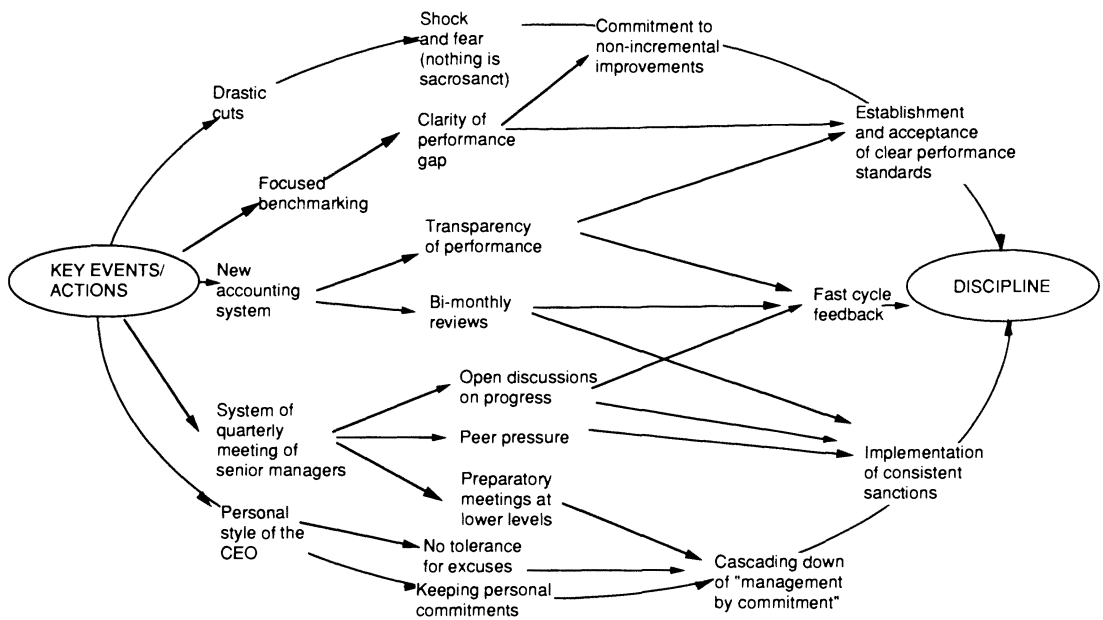 Shock
and fear
(nothing is
sacrosanct)
Commitment to
non-incremental
improvements
Drastic
cuts
Clarity of
performance
gap
Establishment
and acceptance
of clear performance
standards
Focused
benchmarking
Transparency
of performance
KEY EVENTS/
ACTIONS
New
accounting
system
Bi-monthly
reviews
Fast cycle
feedback
DISCIPLINE
Open discussions
on progress
System of
quarterly
meeting of
senior managers
Peer pressure
Implementation
of consistent
sanctions
Preparatory
meetings at
lower levels
Personal
style of the
CEO
No tolerance
for excuses
Keeping personal
commitments
Cascading down
of "management
by commitment"